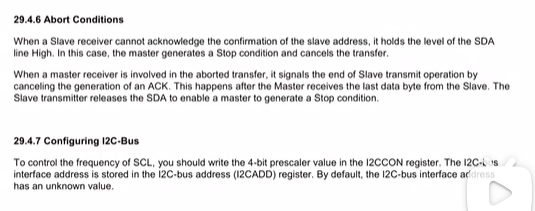 29.4.6 Abort Conditions
When a Slave receiver cannot acknowledge the confirmation of the slave address, it holds the level of the SDA
line High. In this case, the master generates a Stop condition and cancels the transfer.
When a master receiver is involved in the aborted transfer, it signals the end of Slave transmit operation by
canceling the generation of an ACK. This happens after the Master receives the last data byte from the Slave. The
Slave transmitter releases the SDA to enable a master to generate a Stop condition.
29.4.7 Configuring I2C-Bus
To control the frequency of SCL, you should write the 4-bit prescaler value in the I2CCON register. The I2C-bus
interface address is stored in the I2C-bus address (I2CADD) register. By default, the I2C-bus interface address
has an unknown value.